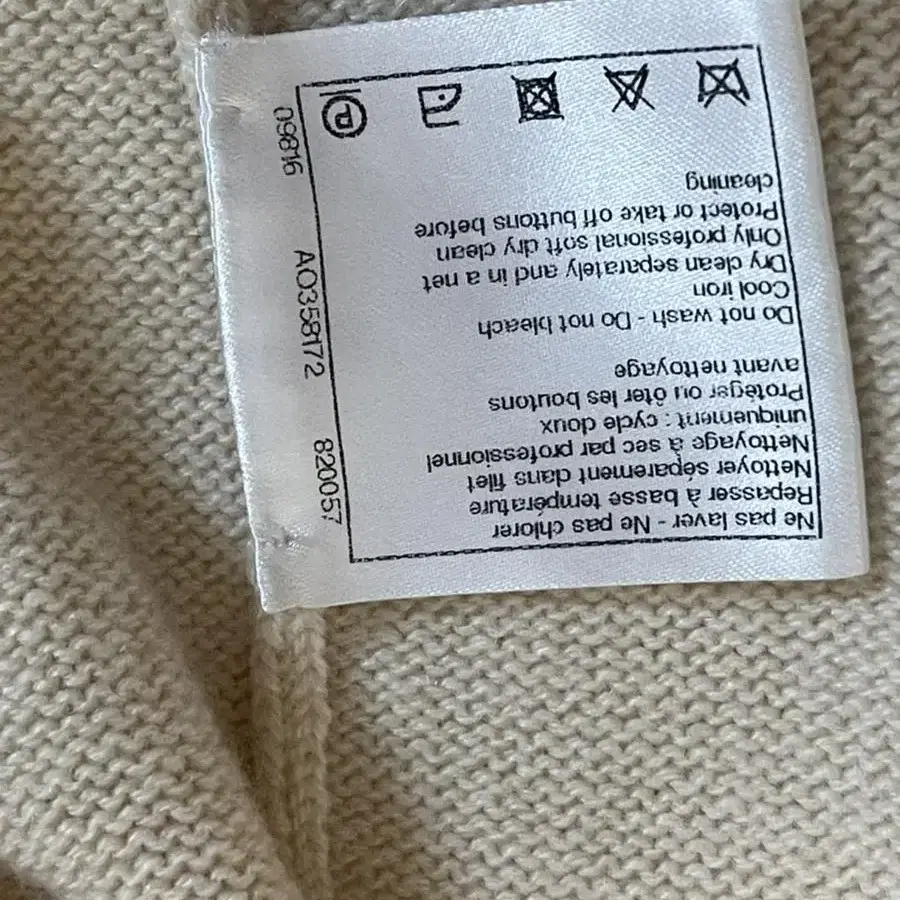 Ne pas laver - Ne pas chlorer
Repasser à basse température
Nettoyer séparément dans filet
Nettoyage à sec par professionnel
uniquement : cycle doux
Protéger ou ôter les boutons
avant nettoyage
Do not wash - Do not bleach
Cool iron
Dry clean separately and in a net
Only professional soft dry clean
Protect or take off buttons before
cleaning
P
09816 AO358172 820057